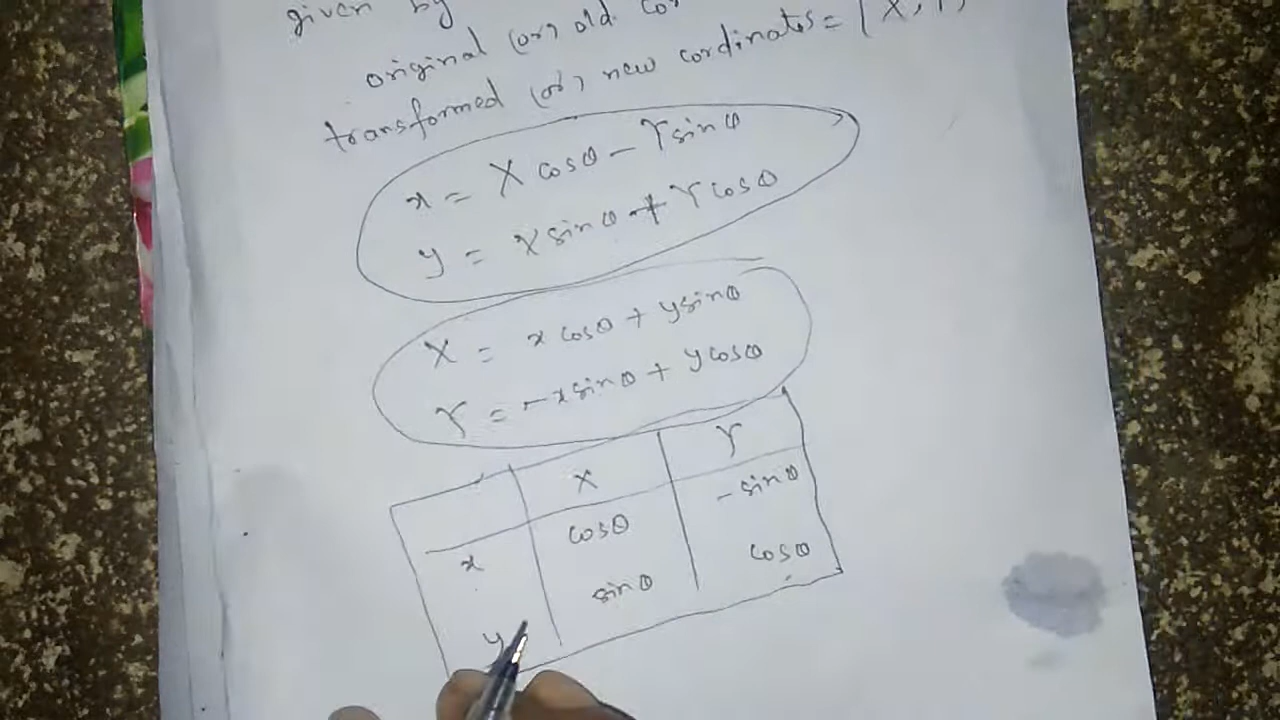 given by
original (or) old co
transformed (or) new cordinates = (X, Y)
x = X cosθ - Y sinθ
y = X sinθ + Y cosθ
X = x cosθ + y sinθ
Y = -x sinθ + y cosθ
X Y
x cosθ -sinθ
y sinθ cosθ